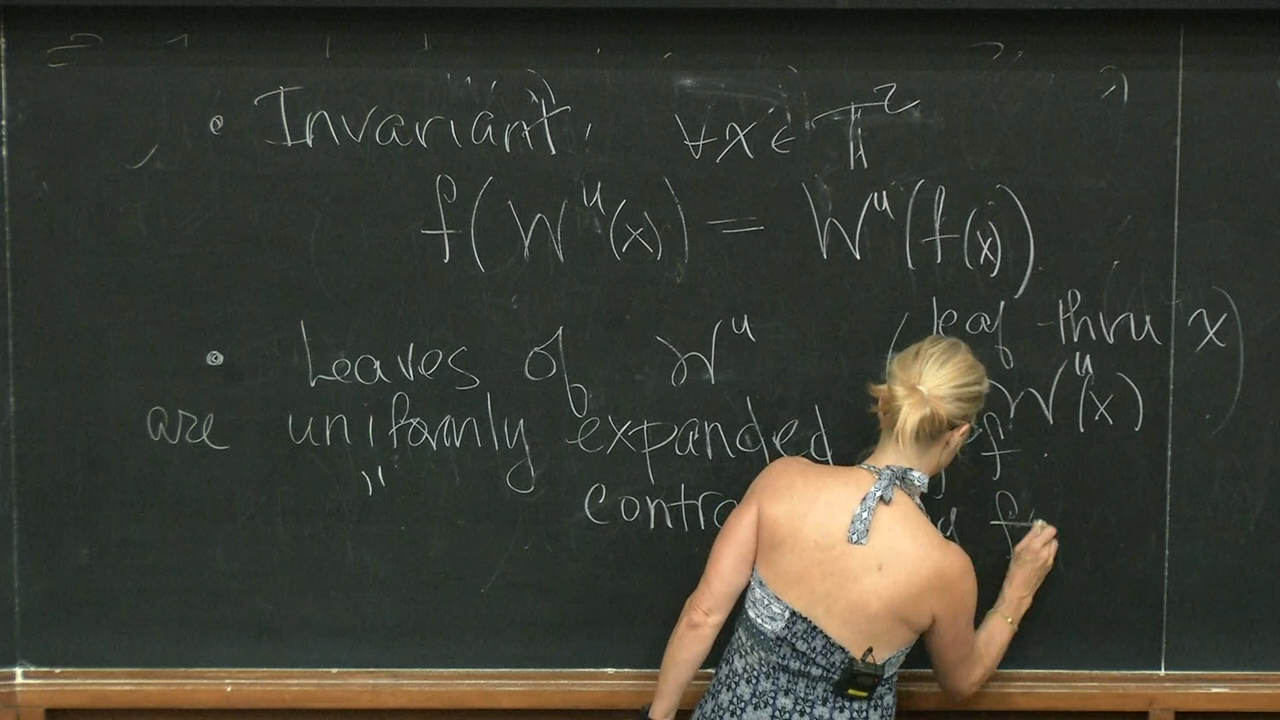 • Invariant, ∀x ∈ 𝕋²
f(W^u(x)) = W^u(f(x))
(leaf thru x)
• Leaves of W^u W^u(x)
are uniformly expanded f.
" contra f